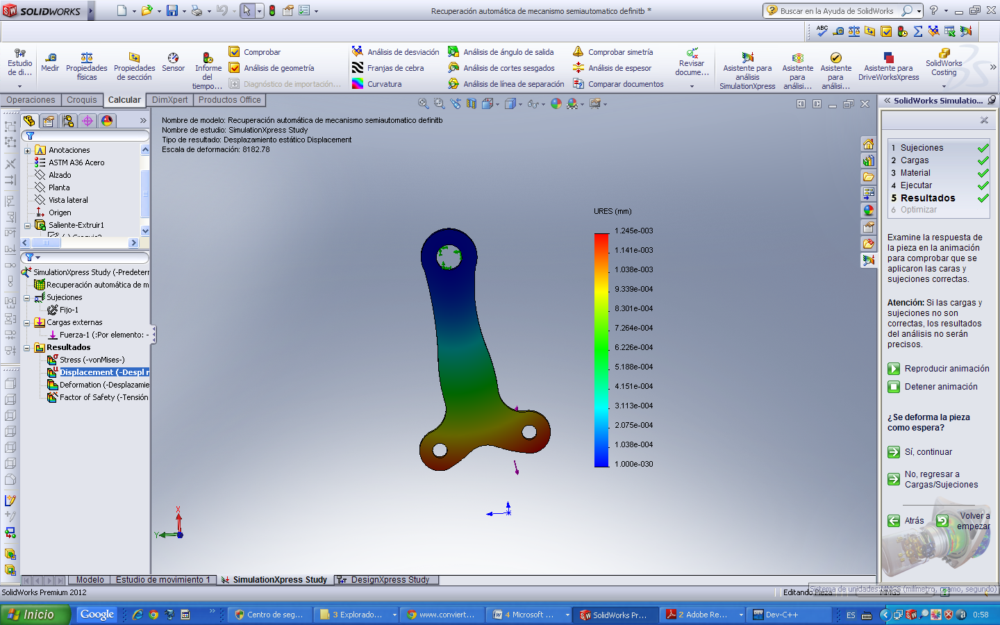 SOLIDWORKS
Recuperación automática de mecanismo semiautomatico definitb *
Buscar en la Ayuda de SolidWorks
ABC
Estudio de di...
Medir
Propiedades físicas
Propiedades de sección
Sensor
Informe del tiempo...
Comprobar
Análisis de geometría
Diagnóstico de importación...
Análisis de desviación
Franjas de cebra
Curvatura
Análisis de ángulo de salida
Análisis de cortes sesgados
Análisis de línea de separación
Comprobar simetría
Análisis de espesor
Comparar documentos
Revisar docume...
Asistente para análisis SimulationXpress
Asistente para análisi...
Asistente para análisi...
Asistente para DriveWorksXpress
SolidWorks Costing
Operaciones
Croquis
Calcular
DimXpert
Productos Office
Anotaciones
ASTM A36 Acero
Alzado
Planta
Vista lateral
Origen
Saliente-Extruir1
SimulationXpress Study (-Predeterr
Recuperación automática de m
Sujeciones
Fijo-1
Cargas externas
Fuerza-1 (:Por elemento: -
Resultados
Stress (-vonMises-)
Displacement (-Despl r
Deformation (-Desplazamie
Factor of Safety (-Tensión
Nombre de modelo: Recuperación automática de mecanismo semiautomatico definitb
Nombre de estudio: SimulationXpress Study
Tipo de resultado: Desplazamiento estático Displacement
Escala de deformación: 8182.78
URES (mm)
1.245e-003
1.141e-003
1.038e-003
9.339e-004
8.301e-004
7.264e-004
6.226e-004
5.188e-004
4.151e-004
3.113e-004
2.075e-004
1.038e-004
1.000e-030
X
Y
SolidWorks Simulatio...
1 Sujeciones
2 Cargas
3 Material
4 Ejecutar
5 Resultados
6 Optimizar
Examine la respuesta de
la pieza en la animación
para comprobar que se
aplicaron las caras y
sujeciones correctas.
Atención: Si las cargas y
sujeciones no son
correctas, los resultados
del análisis no serán
precisos.
Reproducir animación
Detener animación
¿Se deforma la pieza
como espera?
Sí, continuar
No, regresar a
Cargas/Sujeciones
Atrás
Volver a
empezar
Modelo
Estudio de movimiento 1
SimulationXpress Study
DesignXpress Study
SolidWorks Premium 2012
Editando Pieza
MMGS
Sistema de unidades:MMGS (milímetro, gramo, segundo)
Inicio
Google
Centro de seg...
3 Explorado...
www.conviert...
4 Microsoft ...
SolidWorks Pr...
2 Adobe Re...
Dev-C++
ES
0:58